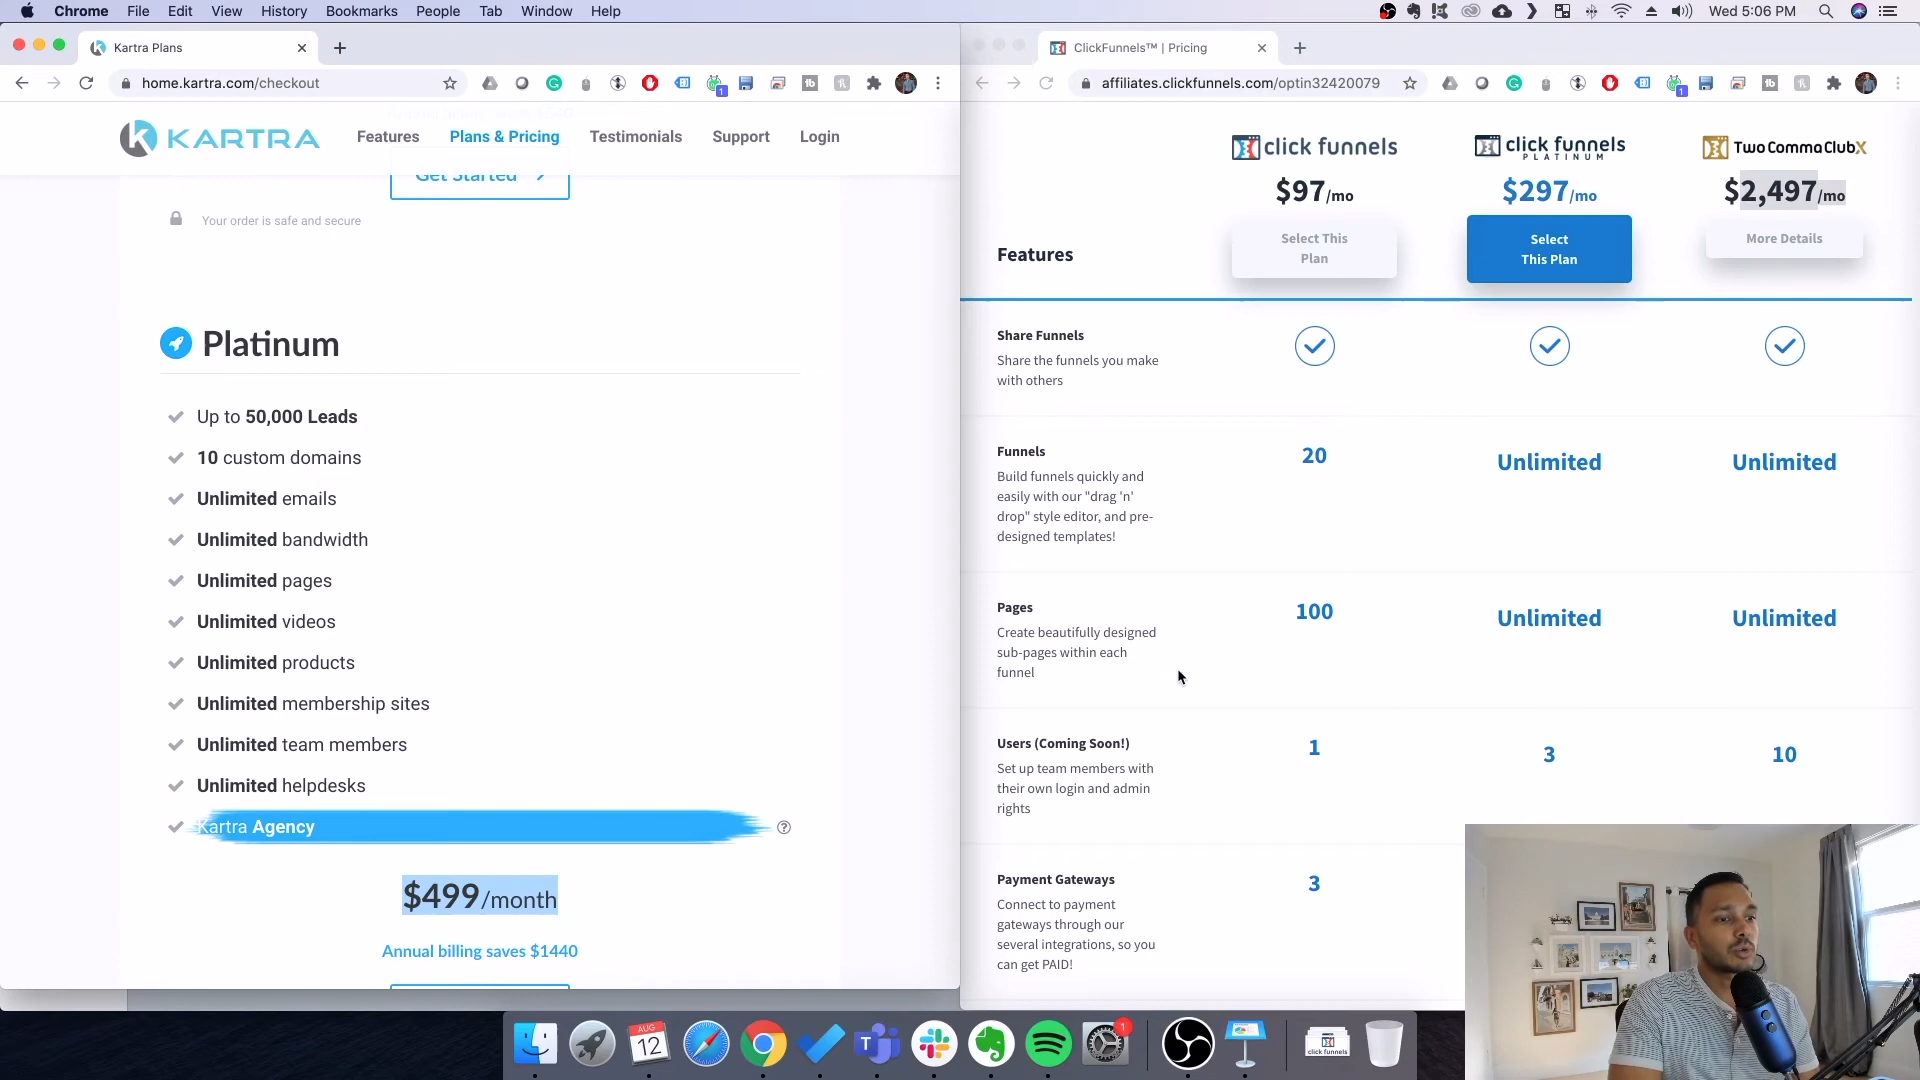 Chrome File Edit View History Bookmarks People Tab Window Help
Wed 5:06 PM
Kartra Plans
home.kartra.com/checkout
1
KARTRA
Features
Plans & Pricing
Testimonials
Support
Login
Get Started
Your order is safe and secure
Platinum
Up to 50,000 Leads
10 custom domains
Unlimited emails
Unlimited bandwidth
Unlimited pages
Unlimited videos
Unlimited products
Unlimited membership sites
Unlimited team members
Unlimited helpdesks
Kartra Agency
$499/month
Annual billing saves $1440
ClickFunnels™ | Pricing
affiliates.clickfunnels.com/optin32420079
1
click funnels
click funnels
PLATINUM
TwoCommaClubX
$97/mo
$297/mo
$2,497/mo
Features
Select This
Plan
Select
This Plan
More Details
Share Funnels
Share the funnels you make
with others
Funnels
Build funnels quickly and
easily with our "drag 'n'
drop" style editor, and pre-
designed templates!
20
Unlimited
Unlimited
Pages
Create beautifully designed
sub-pages within each
funnel
100
Unlimited
Unlimited
Users (Coming Soon!)
Set up team members with
their own login and admin
rights
1
3
10
Payment Gateways
Connect to payment
gateways through our
several integrations, so you
can get PAID!
3
AUG
12
1
click funnels